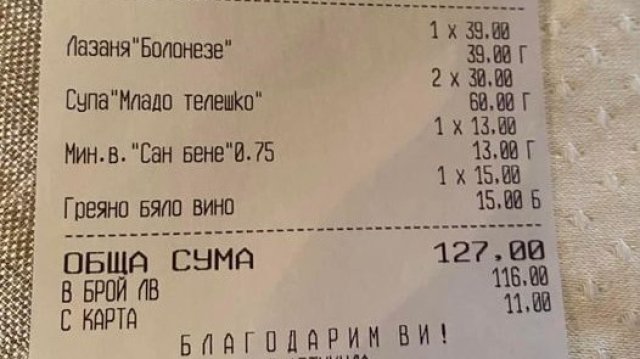 1 x 39.00
Лазаня"Болонезе" 39.00 Г
2 x 30.00
Супа"Младо телешко" 60.00 Г
1 x 13.00
Мин.в."Сан бене"0.75 13.00 Г
1 x 15.00
Греяно бяло вино 15.00 Б
ОБЩА СУМА 127.00
В БРОЙ ЛВ 116.00
С КАРТА 11.00
БЛАГОДАРИМ ВИ!